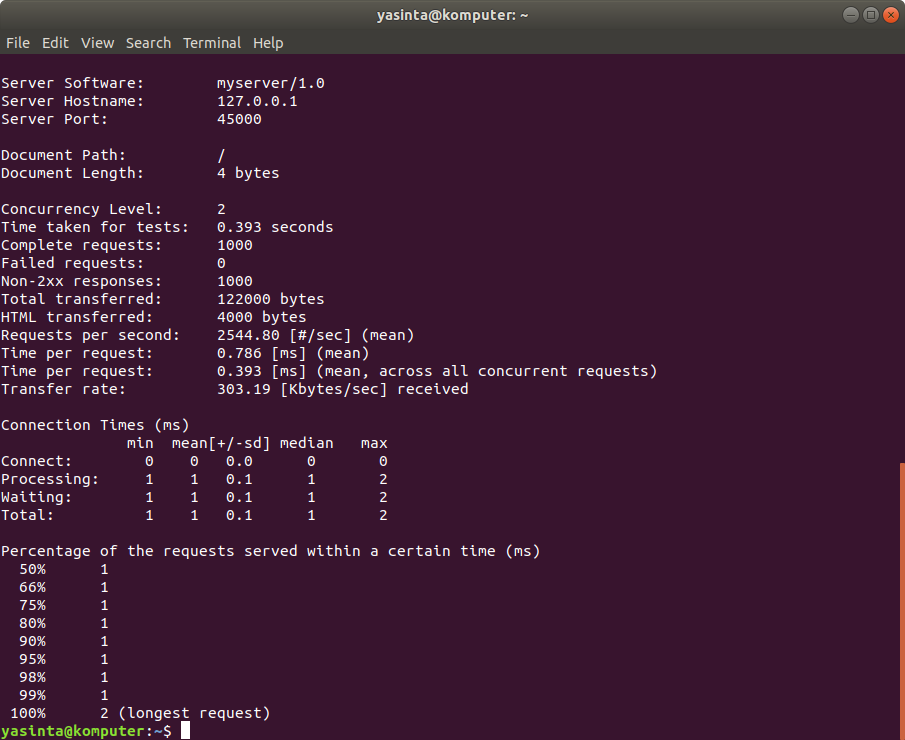 yasinta@komputer: ~
File Edit View Search Terminal Help
Server Software:        myserver/1.0
Server Hostname:        127.0.0.1
Server Port:            45000
Document Path:          /
Document Length:        4 bytes
Concurrency Level:      2
Time taken for tests:   0.393 seconds
Complete requests:      1000
Failed requests:        0
Non-2xx responses:      1000
Total transferred:      122000 bytes
HTML transferred:       4000 bytes
Requests per second:    2544.80 [#/sec] (mean)
Time per request:       0.786 [ms] (mean)
Time per request:       0.393 [ms] (mean, across all concurrent requests)
Transfer rate:          303.19 [Kbytes/sec] received
Connection Times (ms)
              min  mean[+/-sd] median   max
Connect:        0    0   0.0      0       0
Processing:     1    1   0.1      1       2
Waiting:        1    1   0.1      1       2
Total:          1    1   0.1      1       2
Percentage of the requests served within a certain time (ms)
  50%      1
  66%      1
  75%      1
  80%      1
  90%      1
  95%      1
  98%      1
  99%      1
 100%      2 (longest request)
yasinta@komputer:~$